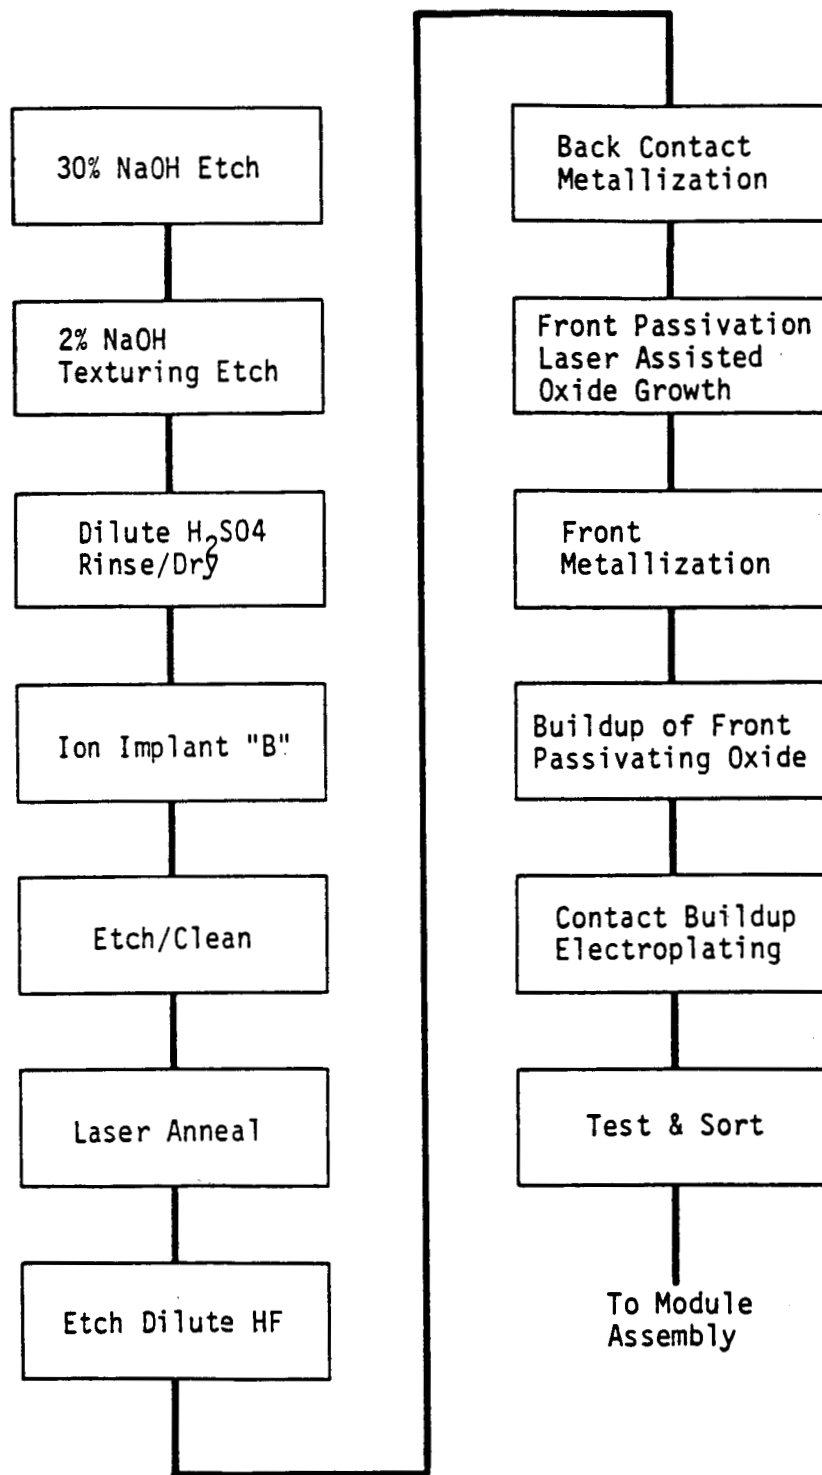 30% NaOH Etch
2% NaOH
Texturing Etch
Dilute H2SO4
Rinse/Dry
Ion Implant "B"
Etch/Clean
Laser Anneal
Etch Dilute HF
Back Contact
Metallization
Front Passivation
Laser Assisted
Oxide Growth
Front
Metallization
Buildup of Front
Passivating Oxide
Contact Buildup
Electroplating
Test & Sort
To Module
Assembly